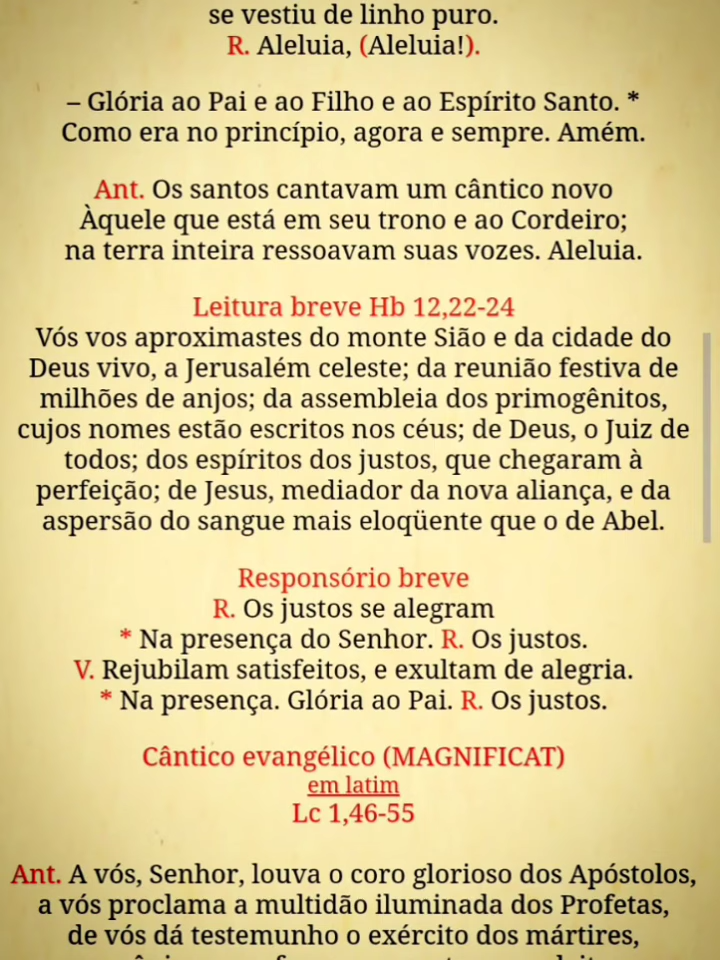 se vestiu de linho puro.
R. Aleluia, (Aleluia!).
– Glória ao Pai e ao Filho e ao Espírito Santo. *
Como era no princípio, agora e sempre. Amém.
Ant. Os santos cantavam um cântico novo
Àquele que está em seu trono e ao Cordeiro;
na terra inteira ressoavam suas vozes. Aleluia.
Leitura breve Hb 12,22-24
Vós vos aproximastes do monte Sião e da cidade do
Deus vivo, a Jerusalém celeste; da reunião festiva de
milhões de anjos; da assembleia dos primogênitos,
cujos nomes estão escritos nos céus; de Deus, o Juiz de
todos; dos espíritos dos justos, que chegaram à
perfeição; de Jesus, mediador da nova aliança, e da
aspersão do sangue mais eloqüente que o de Abel.
Responsório breve
R. Os justos se alegram
* Na presença do Senhor. R. Os justos.
V. Rejubilam satisfeitos, e exultam de alegria.
* Na presença. Glória ao Pai. R. Os justos.
Cântico evangélico (MAGNIFICAT)
em latim
Lc 1,46-55
Ant. A vós, Senhor, louva o coro glorioso dos Apóstolos,
a vós proclama a multidão iluminada dos Profetas,
de vós dá testemunho o exército dos mártires,